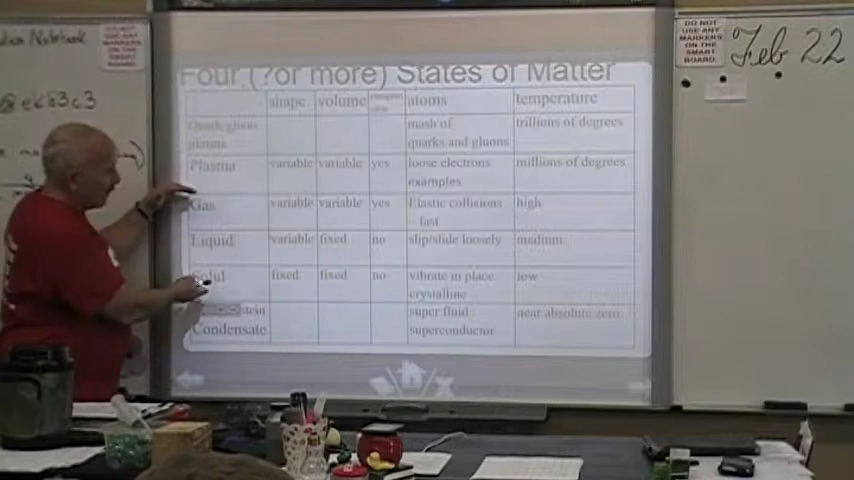 DO NOT
USE ANY
MARKERS
ON THE
SMART
BOARD.
Notebook
@ek83c3
DO NOT
USE ANY
MARKERS
ON THE
SMART
BOARD.
Feb 22
Four (?or more) States of Matter
shape volume atoms temperature
Quark/gluon mash of trillions of degrees
plasma quarks and gluons
Plasma variable variable yes loose electrons millions of degrees
examples
Gas variable variable yes Elastic collisions high
fast
Liquid variable fixed no slip/slide loosely medium
Solid fixed fixed no vibrate in place low
crystalline
stein super fluid near absolute zero
Condensate superconductor